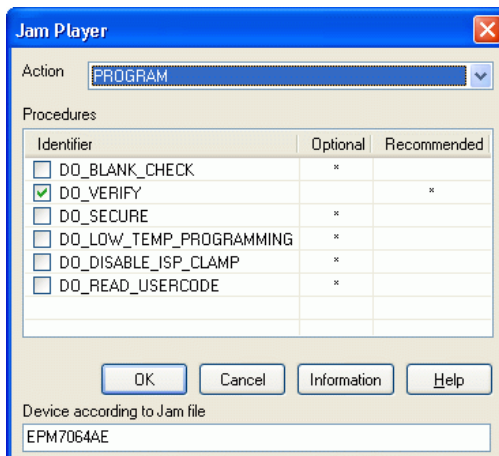 Jam Player
Action PROGRAM
Procedures
Identifier Optional Recommended
DO_BLANK_CHECK *
DO_VERIFY *
DO_SECURE *
DO_LOW_TEMP_PROGRAMMING *
DO_DISABLE_ISP_CLAMP *
DO_READ_USERCODE *
OK Cancel Information Help
Device according to Jam file
EPM7064AE